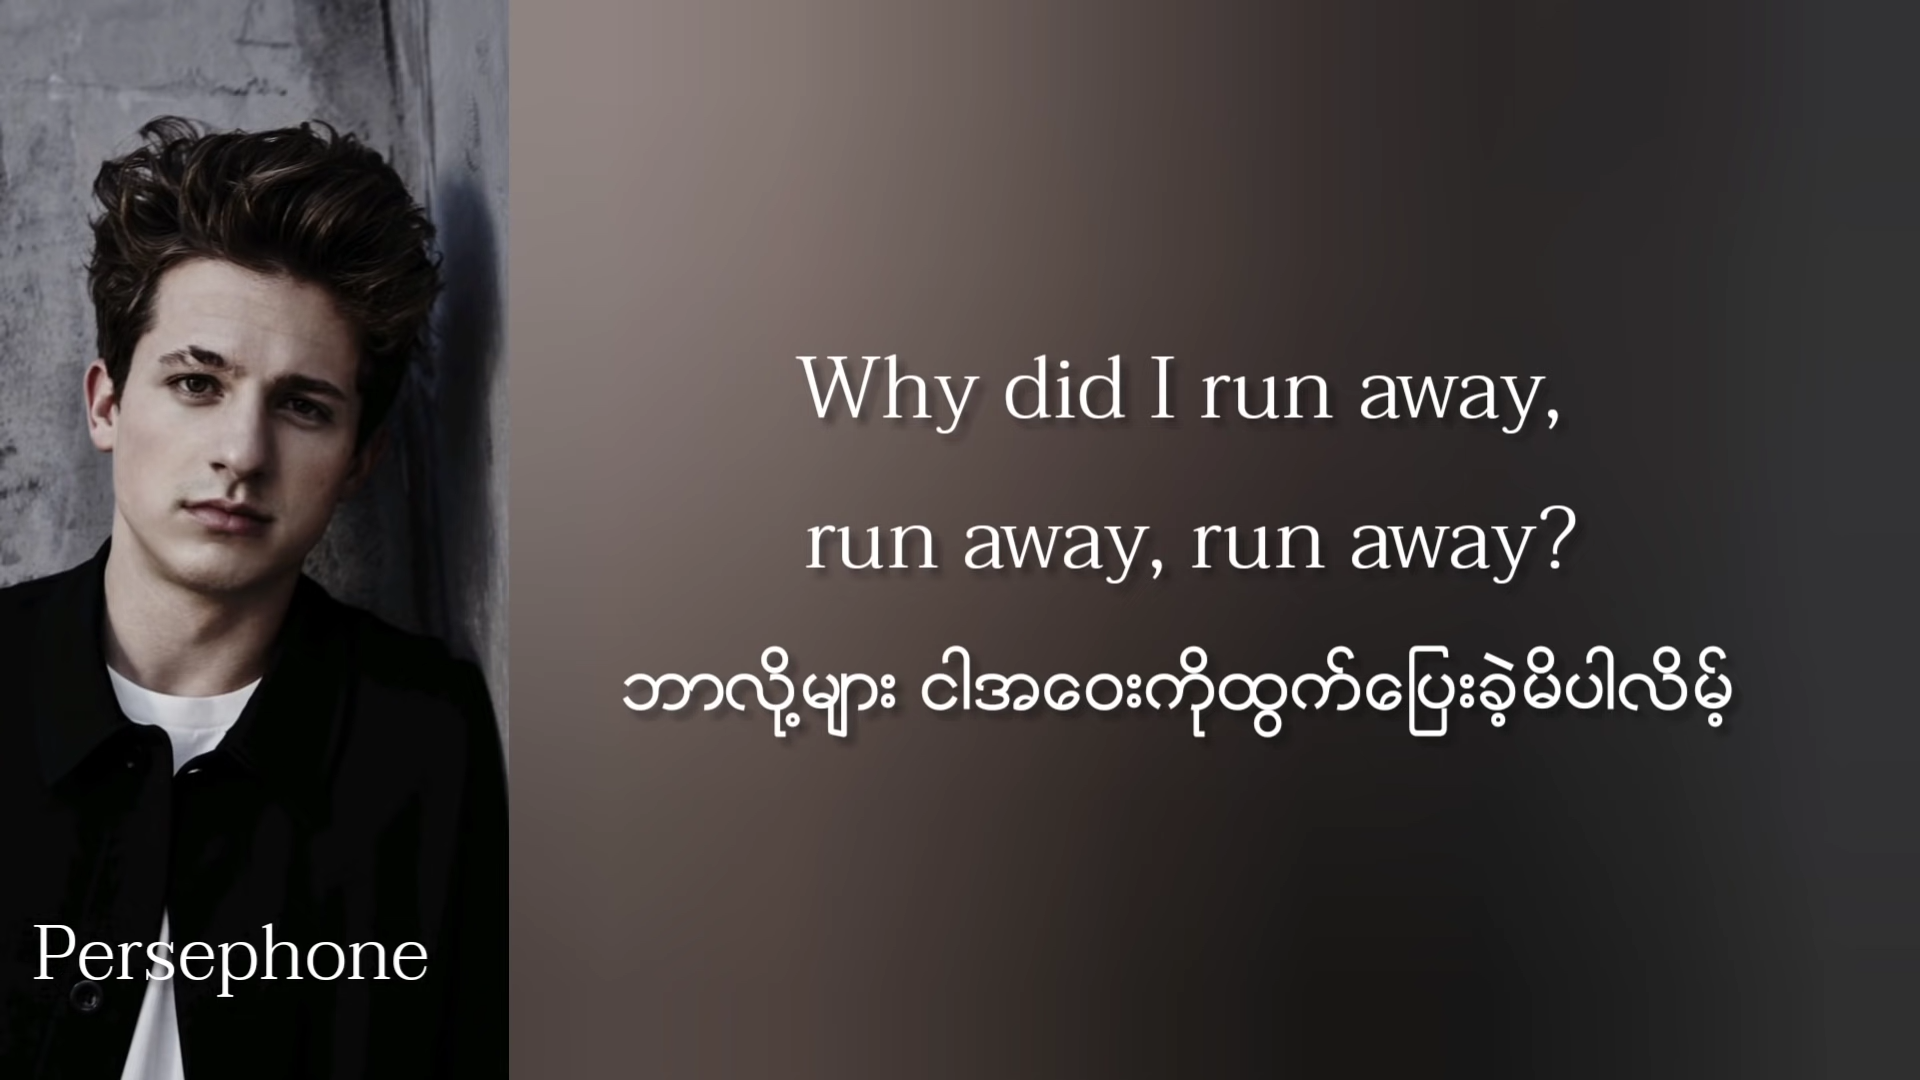 Why did I run away,
run away, run away?
ဘာလို့များ ငါအဝေးကိုထွက်ပြေးခဲ့မိပါလိမ့်
Persephone